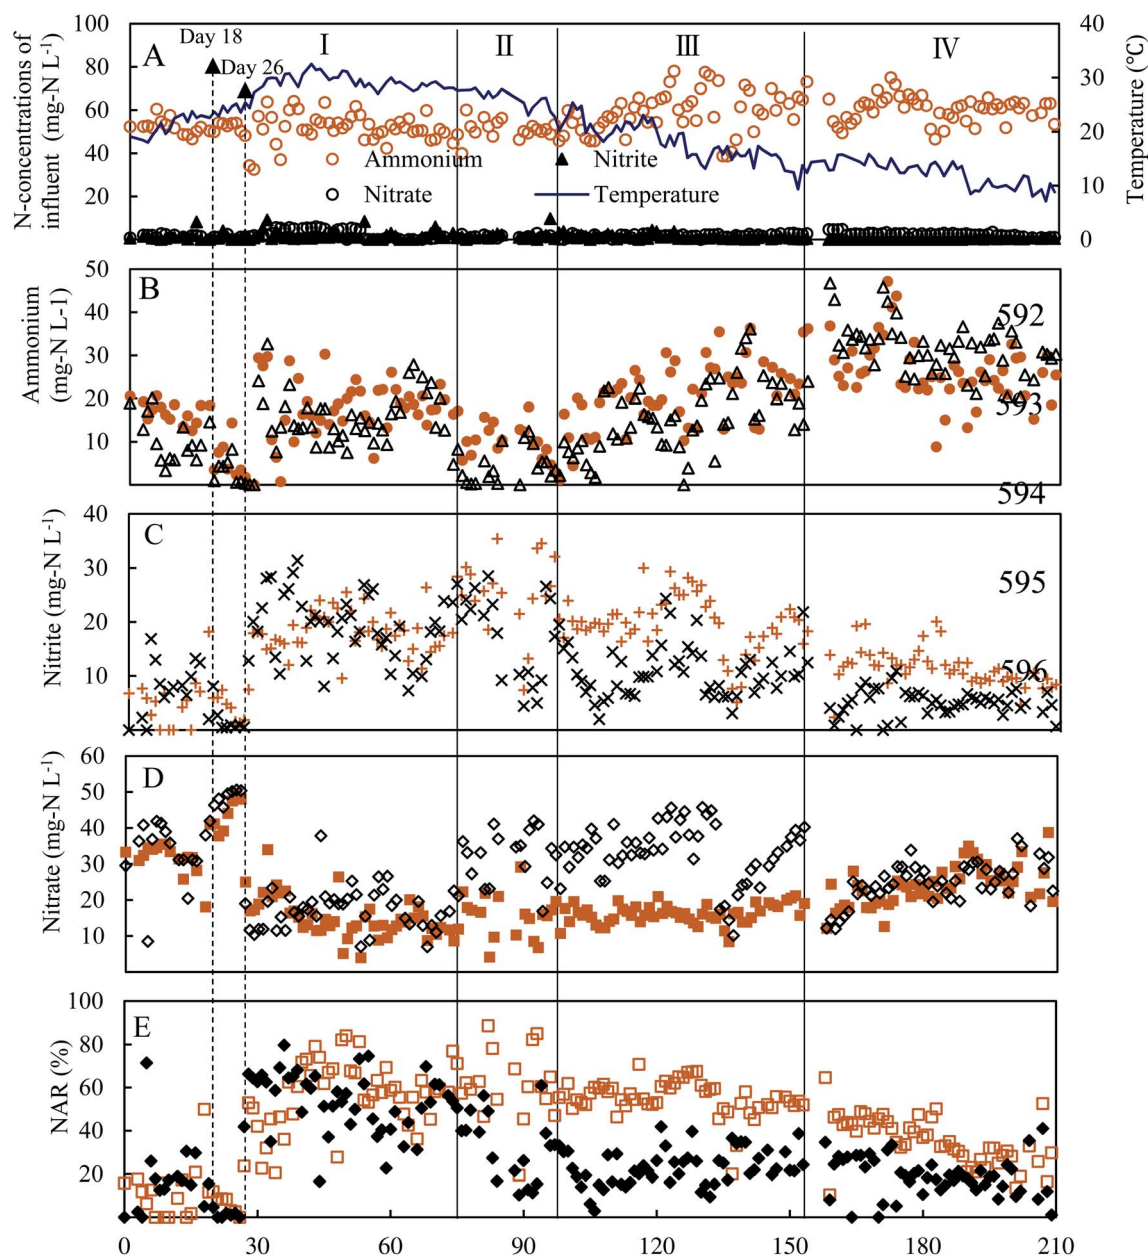 100
80
60
40
20
N-concentrations of
influent (mg-N L-1)
A
Day 18
Day 26
I
II
III
IV
40
30
20
10
0
Temperature (°C)
Ammonium
Nitrite
Nitrate
Temperature
50
40
30
20
10
Ammonium
(mg-N L-1)
B
592
593
594
40
30
20
10
Nitrite (mg-N L-1)
C
595
596
60
50
40
30
20
10
Nitrate (mg-N L-1)
D
100
80
60
40
20
NAR (%)
E
0
30
60
90
120
150
180
210